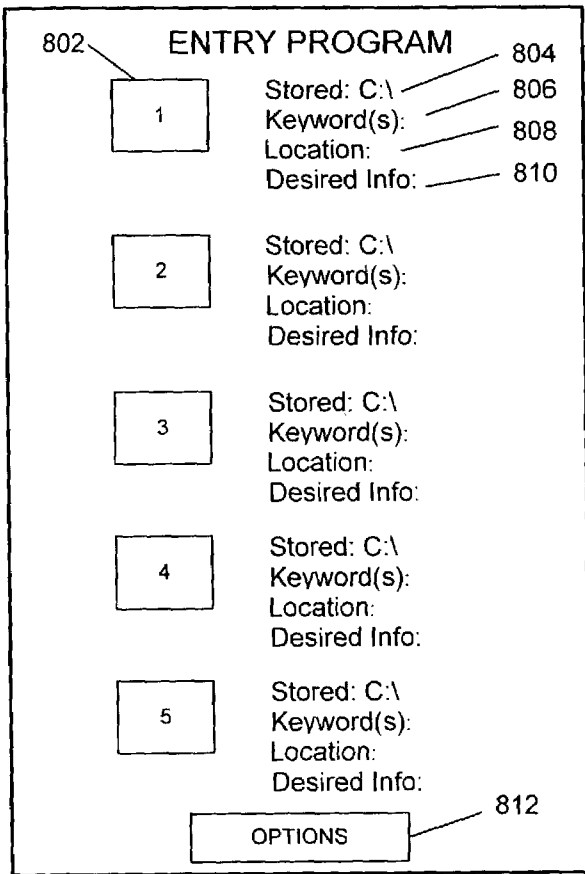 802 ENTRY PROGRAM
1
Stored: C:\ 804
Keyword(s): 806
Location: 808
Desired Info: 810
2
Stored: C:\
Keyword(s):
Location:
Desired Info:
3
Stored: C:\
Keyword(s):
Location:
Desired Info:
4
Stored: C:\
Keyword(s):
Location:
Desired Info:
5
Stored: C:\
Keyword(s):
Location:
Desired Info:
812
OPTIONS